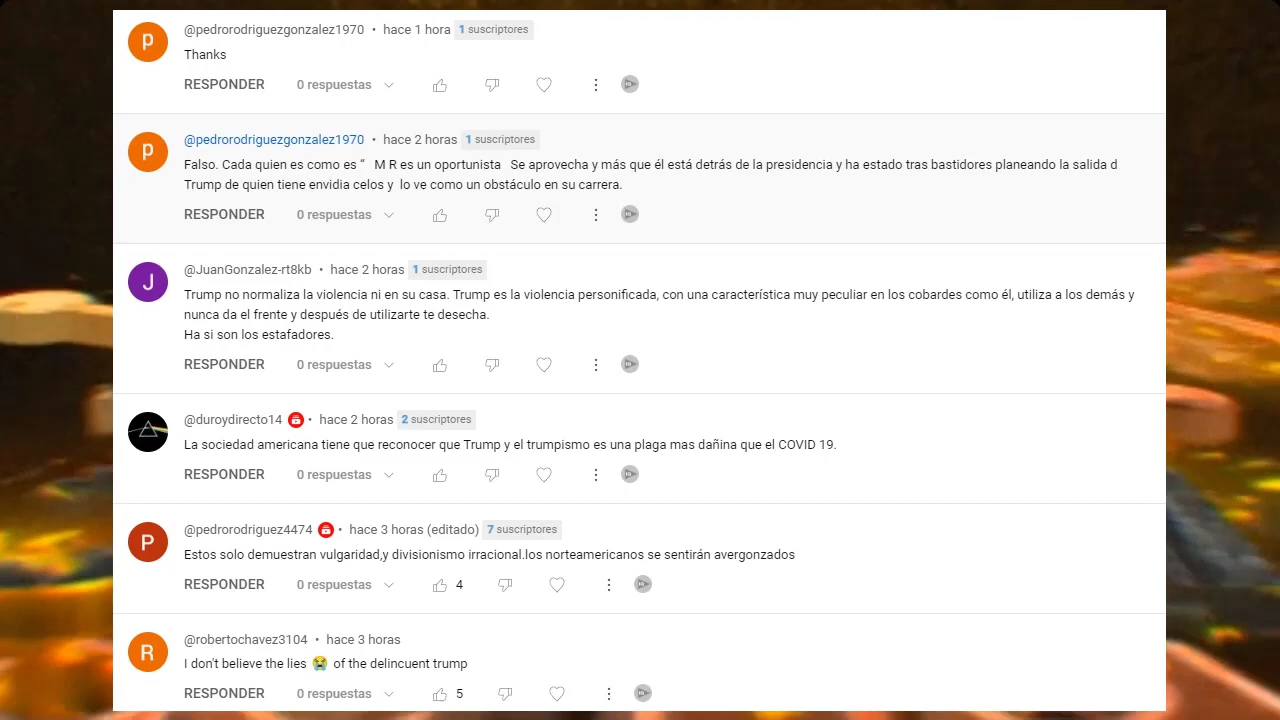 @pedrorodriguezgonzalez1970 • hace 1 hora 1 suscriptores
Thanks
RESPONDER 0 respuestas
@pedrorodriguezgonzalez1970 • hace 2 horas 1 suscriptores
Falso. Cada quien es como es “ M R es un oportunista Se aprovecha y más que él está detrás de la presidencia y ha estado tras bastidores planeando la salida d
Trump de quien tiene envidia celos y lo ve como un obstáculo en su carrera.
RESPONDER 0 respuestas
@JuanGonzalez-rt8kb • hace 2 horas 1 suscriptores
Trump no normaliza la violencia ni en su casa. Trump es la violencia personificada, con una característica muy peculiar en los cobardes como él, utiliza a los demás y
nunca da el frente y después de utilizarte te desecha.
Ha si son los estafadores.
RESPONDER 0 respuestas
@duroydirecto14 • hace 2 horas 2 suscriptores
La sociedad americana tiene que reconocer que Trump y el trumpismo es una plaga mas dañina que el COVID 19.
RESPONDER 0 respuestas
@pedrorodriguez4474 • hace 3 horas (editado) 7 suscriptores
Estos solo demuestran vulgaridad,y divisionismo irracional.los norteamericanos se sentirán avergonzados
RESPONDER 0 respuestas 4
@robertochavez3104 • hace 3 horas
I don't believe the lies 😭 of the delincuent trump
RESPONDER 0 respuestas 5